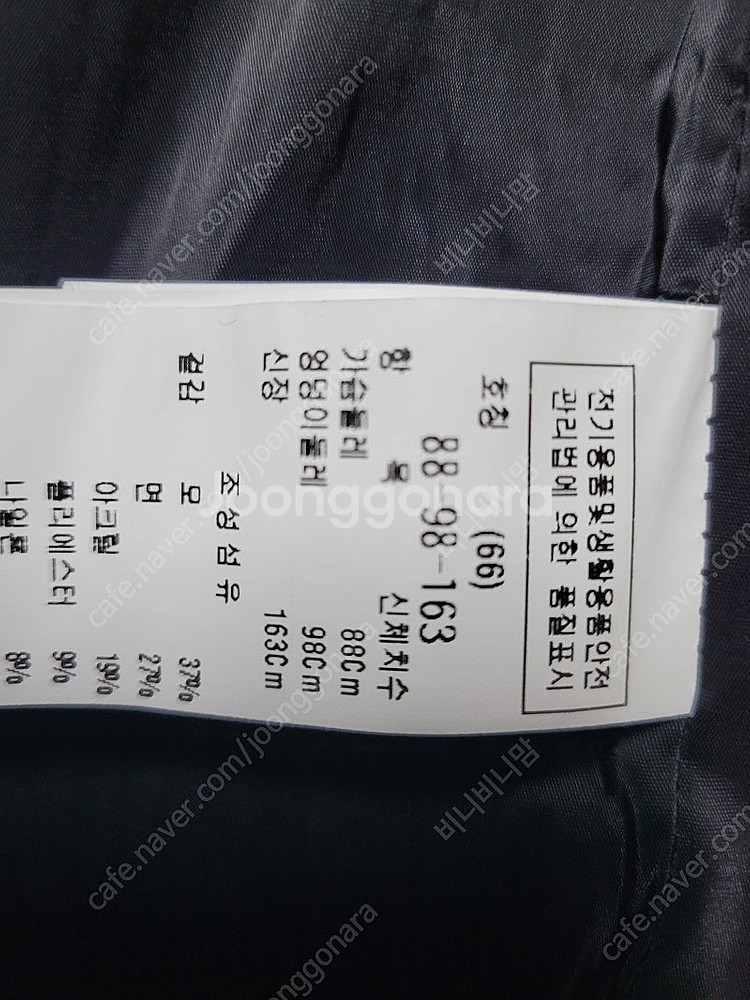 전기용품및생활용품안전
관리법에 의한 품질표시
호칭 (66)
88-98-163
항 목 신체치수
가슴둘레 88Cm
엉덩이둘레 98Cm
신장 163Cm
조성섬유
겉감 모 37%
면 27%
아크릴 19%
폴리에스터 9%
나일론 8%
joonggonara
cafe.naver.com/joonggonara
비니비니맘